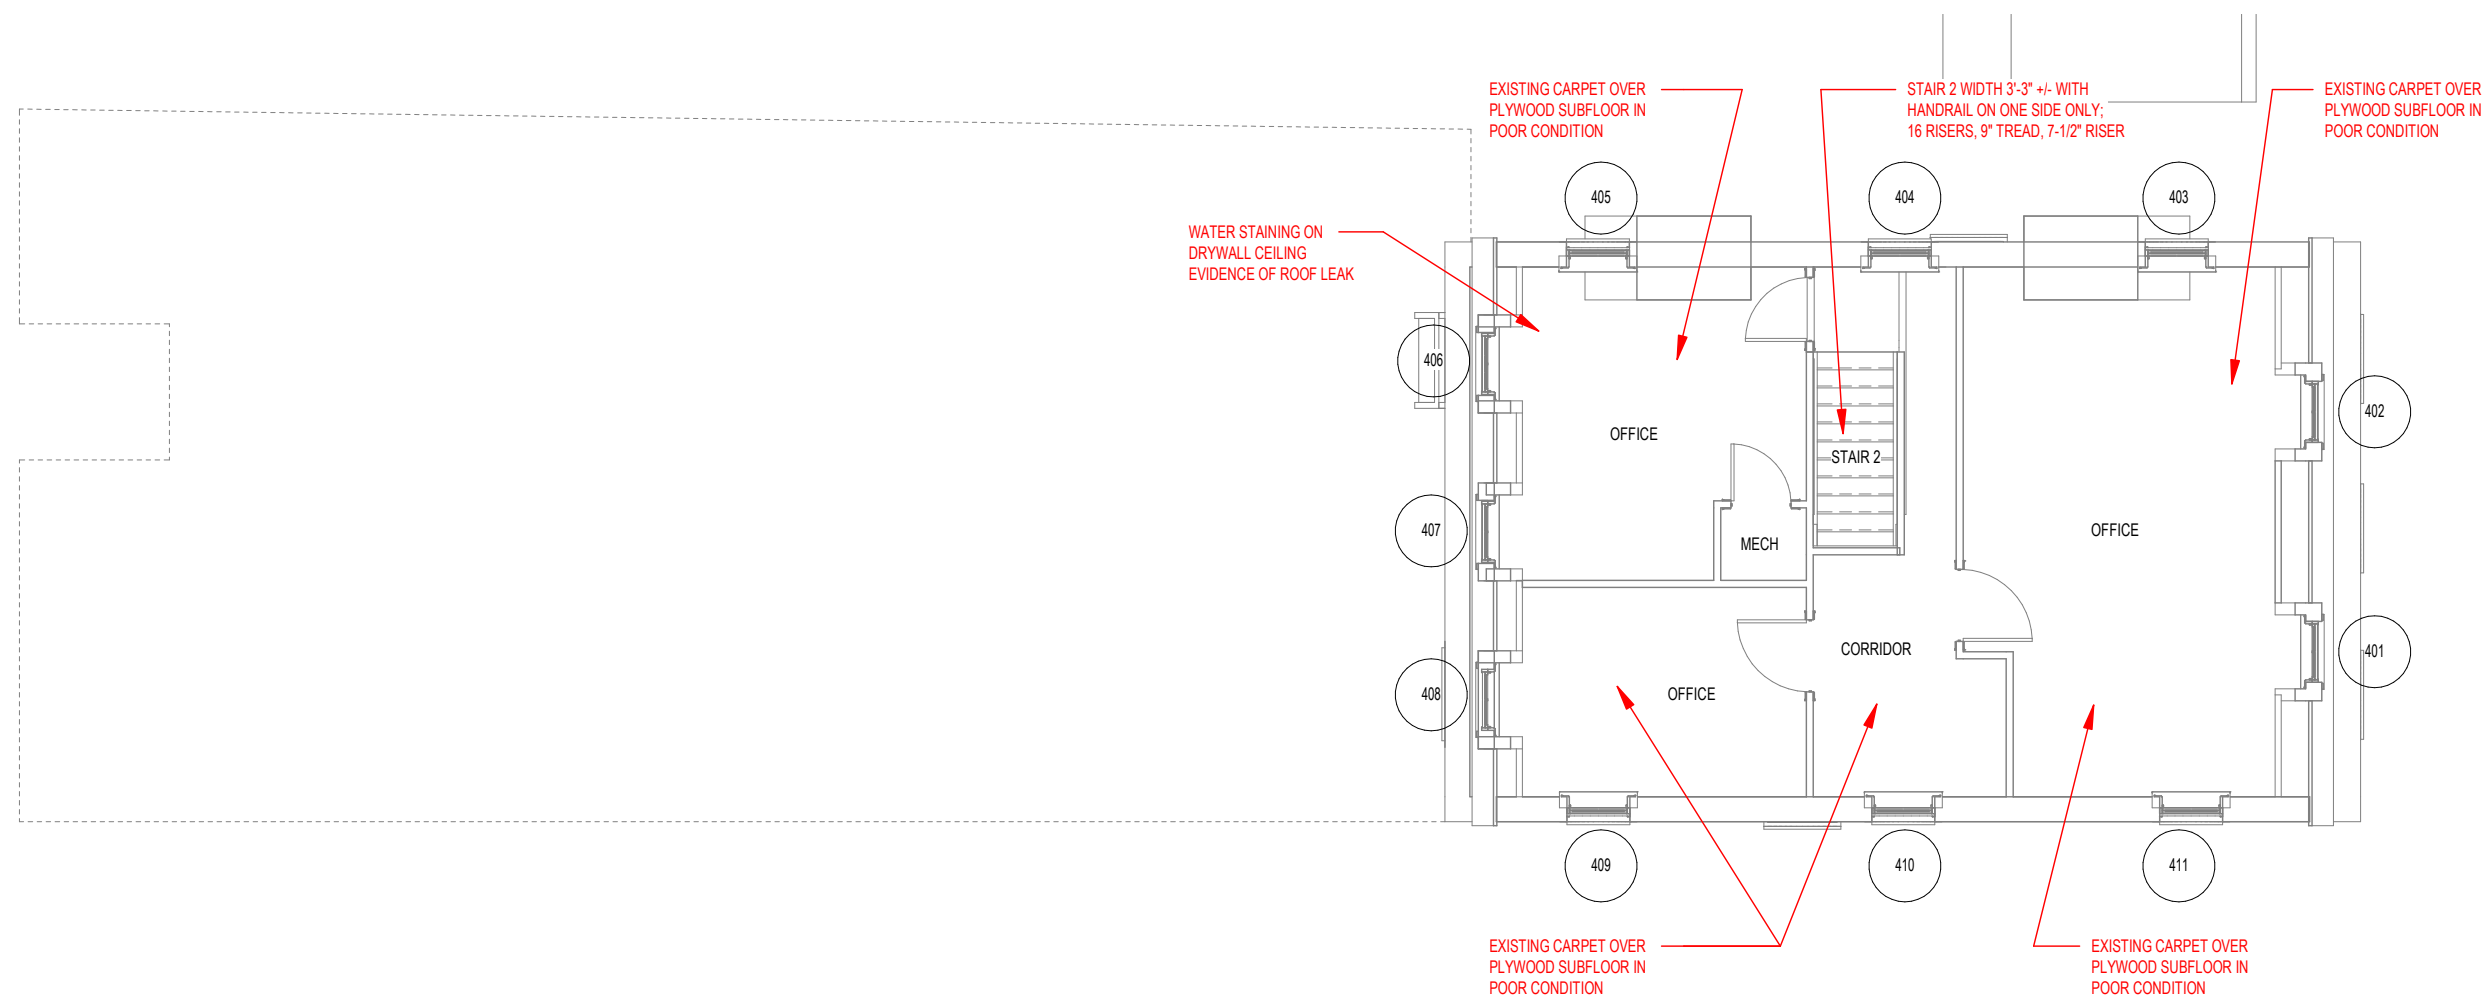 EXISTING CARPET OVER
PLYWOOD SUBFLOOR IN
POOR CONDITION
STAIR 2 WIDTH 3'-3" +/- WITH
HANDRAIL ON ONE SIDE ONLY;
16 RISERS, 9" TREAD, 7-1/2" RISER
EXISTING CARPET OVER
PLYWOOD SUBFLOOR IN
POOR CONDITION
405
404
403
WATER STAINING ON
DRYWALL CEILING
EVIDENCE OF ROOF LEAK
406
402
OFFICE
STAIR 2
407
MECH
OFFICE
CORRIDOR
401
408
OFFICE
409
410
411
EXISTING CARPET OVER
PLYWOOD SUBFLOOR IN
POOR CONDITION
EXISTING CARPET OVER
PLYWOOD SUBFLOOR IN
POOR CONDITION